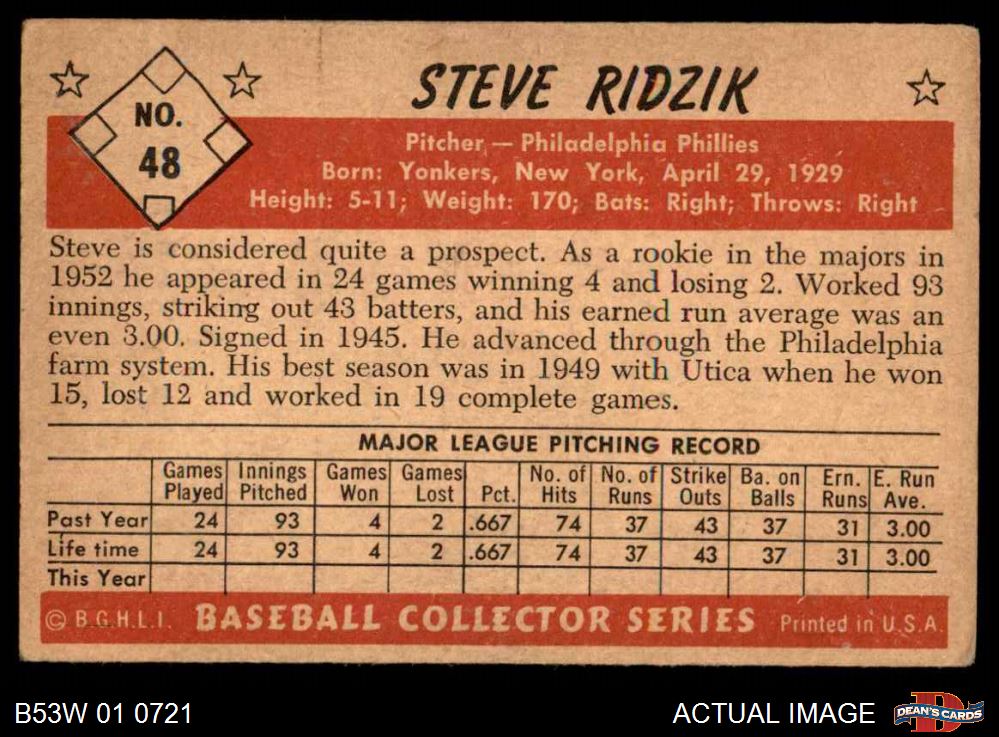 NO.
48
STEVE RIDZIK
Pitcher — Philadelphia Phillies
Born: Yonkers, New York, April 29, 1929
Height: 5-11; Weight: 170; Bats: Right; Throws: Right
Steve is considered quite a prospect. As a rookie in the majors in
1952 he appeared in 24 games winning 4 and losing 2. Worked 93
innings, striking out 43 batters, and his earned run average was an
even 3.00. Signed in 1945. He advanced through the Philadelphia
farm system. His best season was in 1949 with Utica when he won
15, lost 12 and worked in 19 complete games.
MAJOR LEAGUE PITCHING RECORD
Games Played Innings Pitched Games Won Games Lost Pct. No. of Hits No. of Runs Strike Outs Ba. on Balls Ern. Runs E. Run Ave.
Past Year 24 93 4 2 .667 74 37 43 37 31 3.00
Life time 24 93 4 2 .667 74 37 43 37 31 3.00
This Year
© B.G.H.L.I. BASEBALL COLLECTOR SERIES Printed in U.S.A.
B53W 01 0721 ACTUAL IMAGE DEAN'S CARDS